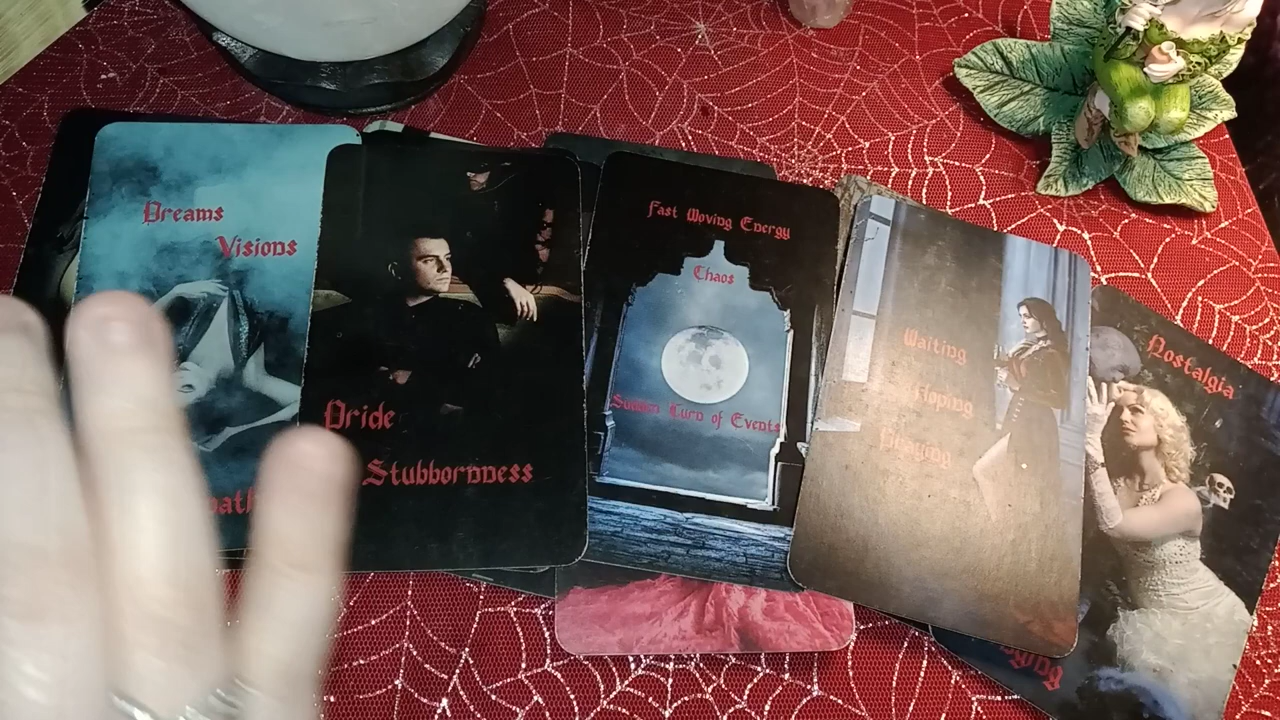 Dreams
Visions
Pride
Stubbornness
Fast Moving Energy
Chaos
Sudden Turn of Events
Waiting
Hoping
Nostalgia